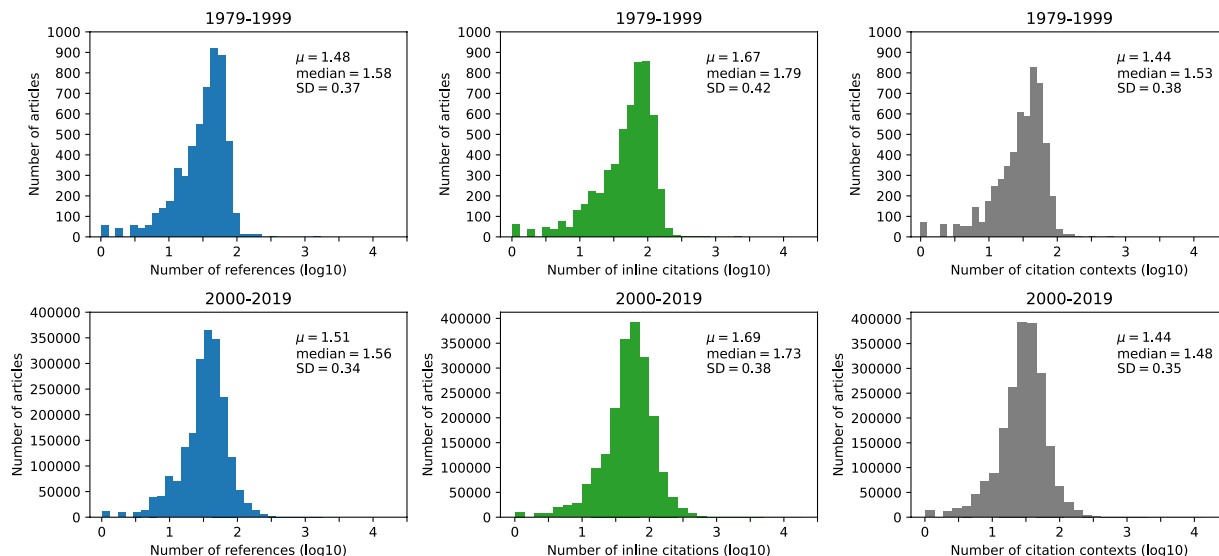 1979-1999
1000
900
800
700
600
500
400
300
200
100
0
Number of articles
μ = 1.48
median = 1.58
SD = 0.37
0 1 2 3 4
Number of references (log10)
1979-1999
1000
900
800
700
600
500
400
300
200
100
0
Number of articles
μ = 1.67
median = 1.79
SD = 0.42
0 1 2 3 4
Number of inline citations (log10)
1979-1999
1000
900
800
700
600
500
400
300
200
100
0
Number of articles
μ = 1.44
median = 1.53
SD = 0.38
0 1 2 3 4
Number of citation contexts (log10)
2000-2019
400000
350000
300000
250000
200000
150000
100000
50000
0
Number of articles
μ = 1.51
median = 1.56
SD = 0.34
0 1 2 3 4
Number of references (log10)
2000-2019
400000
350000
300000
250000
200000
150000
100000
50000
0
Number of articles
μ = 1.69
median = 1.73
SD = 0.38
0 1 2 3 4
Number of inline citations (log10)
2000-2019
400000
350000
300000
250000
200000
150000
100000
50000
0
Number of articles
μ = 1.44
median = 1.48
SD = 0.35
0 1 2 3 4
Number of citation contexts (log10)